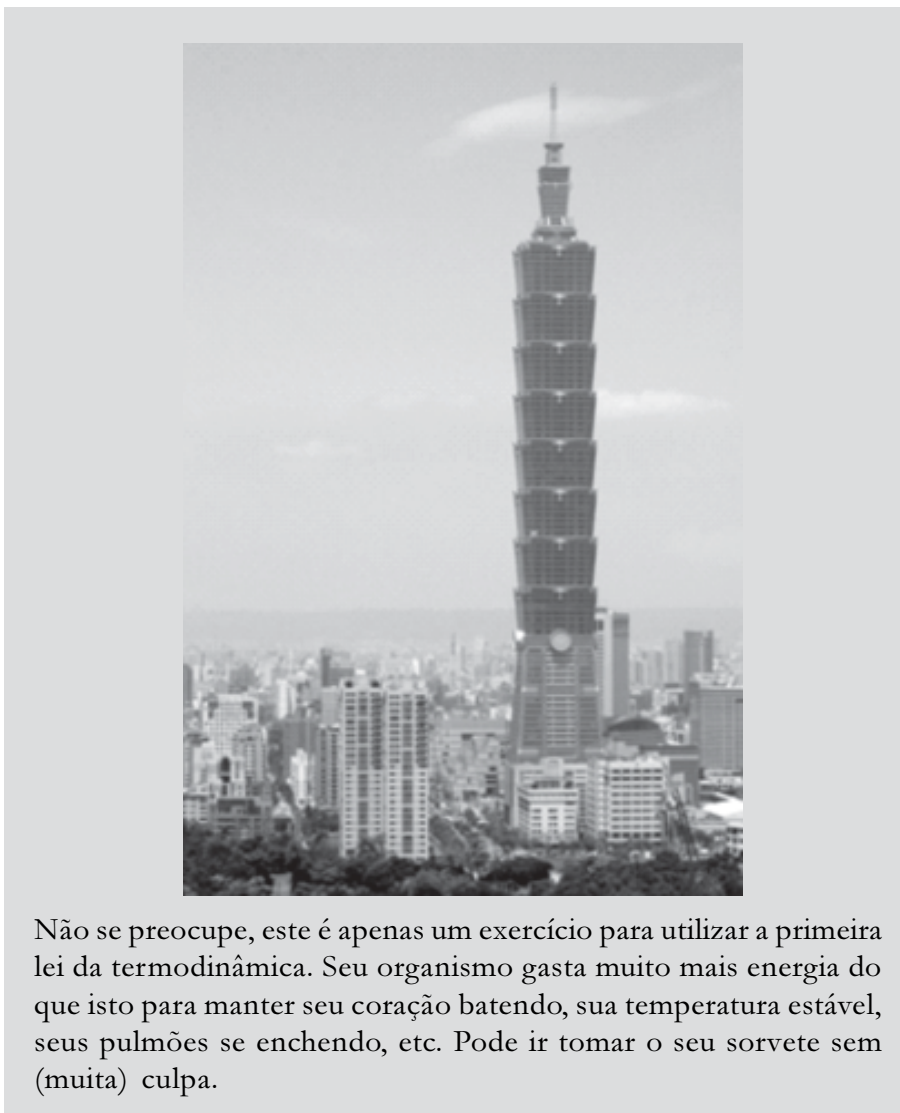 Não se preocupe, este é apenas um exercício para utilizar a primeira
lei da termodinâmica. Seu organismo gasta muito mais energia do
que isto para manter seu coração batendo, sua temperatura estável,
seus pulmões se enchendo, etc. Pode ir tomar o seu sorvete sem
(muita) culpa.